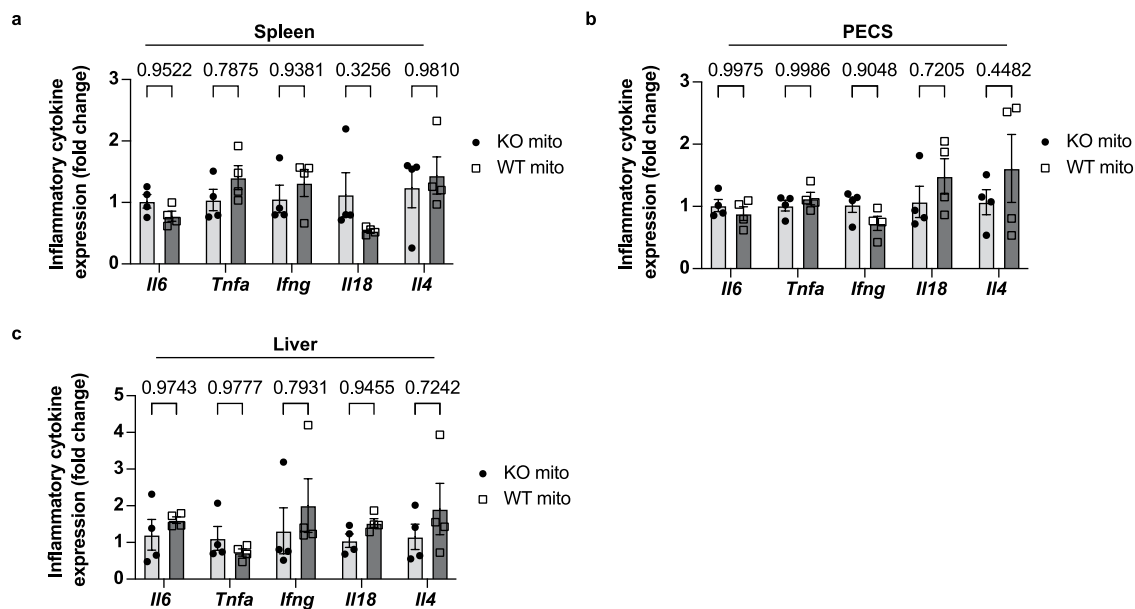 a
Spleen
0.9522 0.7875 0.9381 0.3256 0.9810
Inflammatory cytokine
expression (fold change)
3
2
1
0
Il6 Tnfa Ifng Il18 Il4
KO mito
WT mito
b
PECS
0.9975 0.9986 0.9048 0.7205 0.4482
Inflammatory cytokine
expression (fold change)
3
2
1
0
Il6 Tnfa Ifng Il18 Il4
KO mito
WT mito
c
Liver
0.9743 0.9777 0.7931 0.9455 0.7242
Inflammatory cytokine
expression (fold change)
5
4
3
2
1
0
Il6 Tnfa Ifng Il18 Il4
KO mito
WT mito